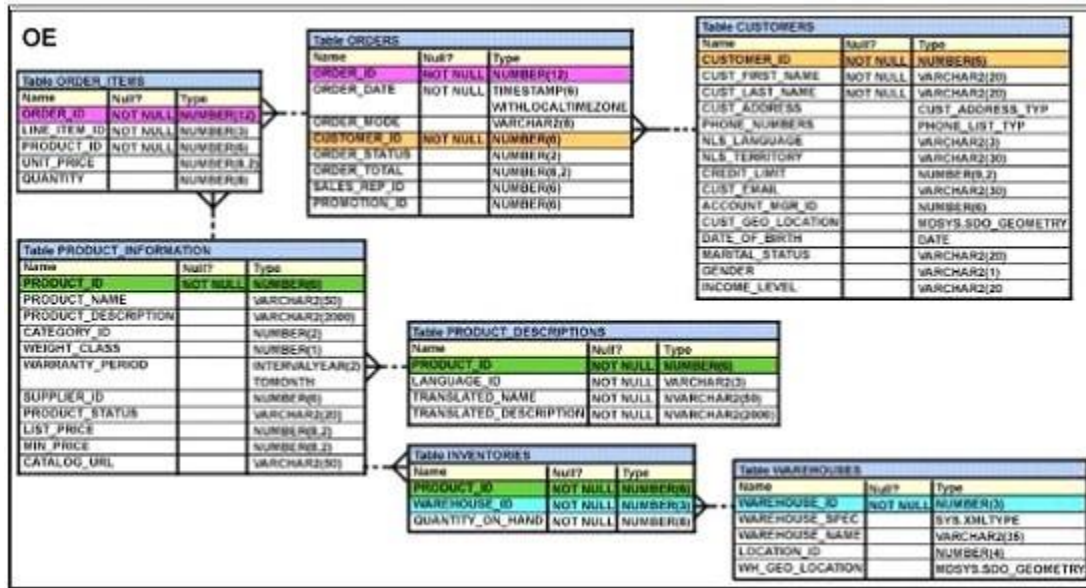 OE
Table ORDER_ITEMS
Name Null? Type
ORDER_ID NOT NULL NUMBER(12)
LINE_ITEM_ID NOT NULL NUMBER(3)
PRODUCT_ID NOT NULL NUMBER(6)
UNIT_PRICE NUMBER(8,2)
QUANTITY NUMBER(8)
Table ORDERS
Name Null? Type
ORDER_ID NOT NULL NUMBER(12)
ORDER_DATE NOT NULL TIMESTAMP(6)
WITHLOCALTIMEZONE
ORDER_MODE VARCHAR2(8)
CUSTOMER_ID NOT NULL NUMBER(6)
ORDER_STATUS NUMBER(2)
ORDER_TOTAL NUMBER(8,2)
SALES_REP_ID NUMBER(6)
PROMOTION_ID NUMBER(6)
Table CUSTOMERS
Name Null? Type
CUSTOMER_ID NOT NULL NUMBER(6)
CUST_FIRST_NAME NOT NULL VARCHAR2(20)
CUST_LAST_NAME NOT NULL VARCHAR2(20)
CUST_ADDRESS CUST_ADDRESS_TYP
PHONE_NUMBERS PHONE_LIST_TYP
NLS_LANGUAGE VARCHAR2(3)
NLS_TERRITORY VARCHAR2(30)
CREDIT_LIMIT NUMBER(9,2)
CUST_EMAIL VARCHAR2(30)
ACCOUNT_MGR_ID NUMBER(6)
CUST_GEO_LOCATION MDSYS.SDO_GEOMETRY
DATE_OF_BIRTH DATE
MARITAL_STATUS VARCHAR2(20)
GENDER VARCHAR2(1)
INCOME_LEVEL VARCHAR2(20
Table PRODUCT_INFORMATION
Name Null? Type
PRODUCT_ID NOT NULL NUMBER(6)
PRODUCT_NAME VARCHAR2(50)
PRODUCT_DESCRIPTION VARCHAR2(2000)
CATEGORY_ID NUMBER(2)
WEIGHT_CLASS NUMBER(1)
WARRANTY_PERIOD INTERVALYEAR(2)
TOMONTH
SUPPLIER_ID NUMBER(6)
PRODUCT_STATUS VARCHAR2(20)
LIST_PRICE NUMBER(8,2)
MIN_PRICE NUMBER(8,2)
CATALOG_URL VARCHAR2(50)
Table PRODUCT_DESCRIPTIONS
Name Null? Type
PRODUCT_ID NOT NULL NUMBER(6)
LANGUAGE_ID NOT NULL VARCHAR2(3)
TRANSLATED_NAME NOT NULL NVARCHAR2(50)
TRANSLATED_DESCRIPTION NOT NULL NVARCHAR2(2000)
Table INVENTORIES
Name Null? Type
PRODUCT_ID NOT NULL NUMBER(6)
WAREHOUSE_ID NOT NULL NUMBER(3)
QUANTITY_ON_HAND NOT NULL NUMBER(8)
Table WAREHOUSES
Name Null? Type
WAREHOUSE_ID NOT NULL NUMBER(3)
WAREHOUSE_SPEC SYS.XMLTYPE
WAREHOUSE_NAME VARCHAR2(35)
LOCATION_ID NUMBER(4)
WH_GEO_LOCATION MDSYS.SDO_GEOMETRY